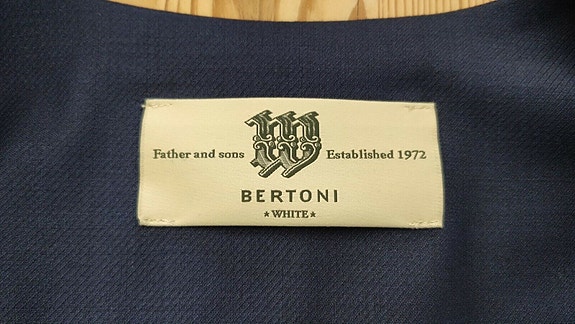 W
Father and sons Established 1972
BERTONI
★ WHITE ★